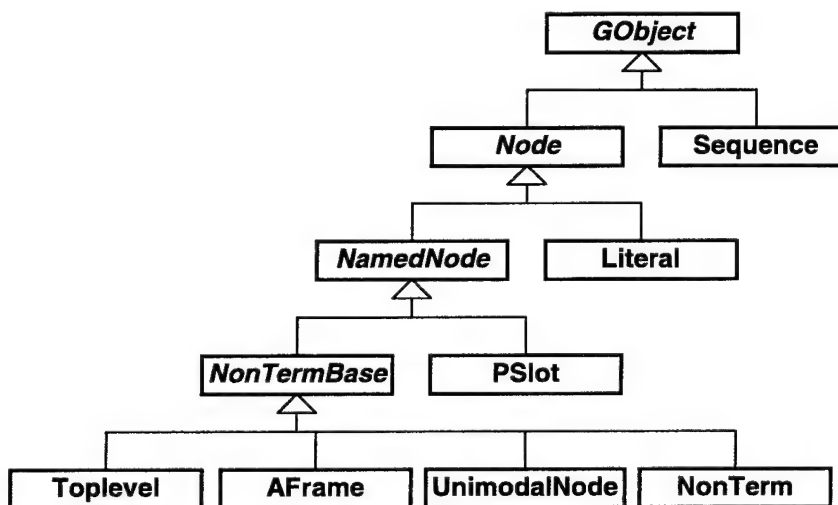 GObject
Node
Sequence
NamedNode
Literal
NonTermBase
PSlot
Toplevel
AFrame
UnimodalNode
NonTerm